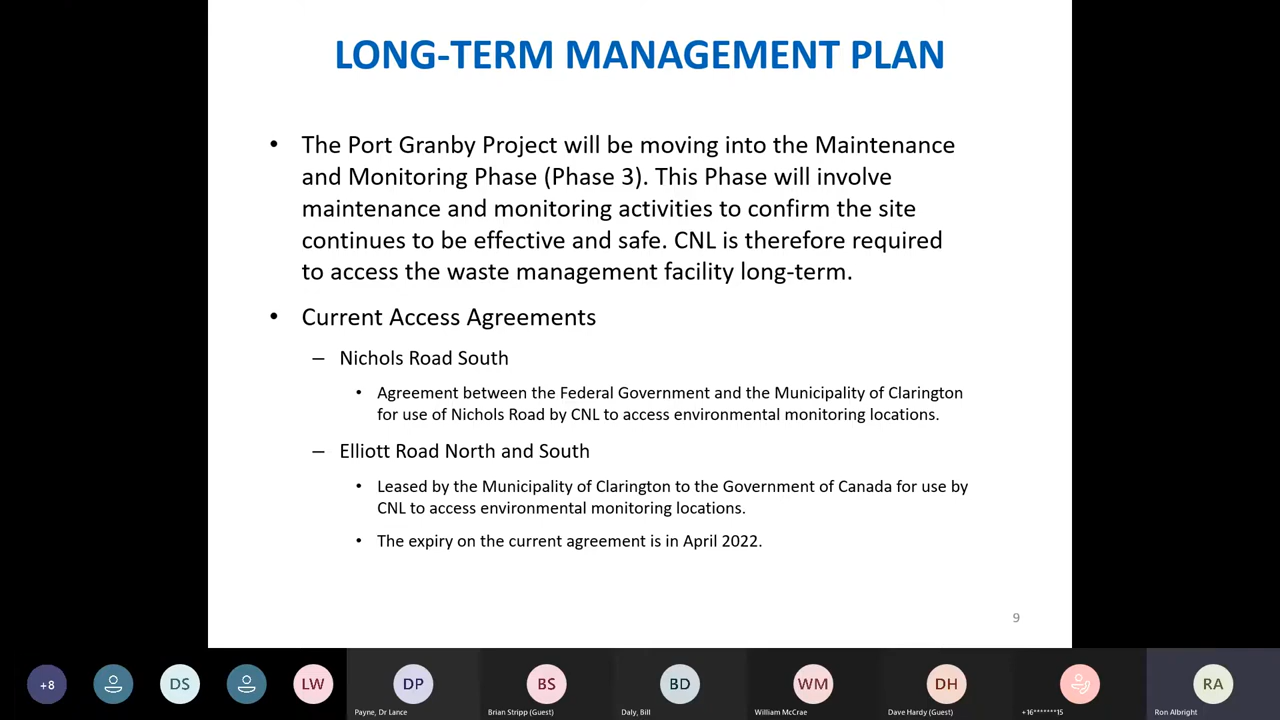 LONG-TERM MANAGEMENT PLAN
• The Port Granby Project will be moving into the Maintenance
and Monitoring Phase (Phase 3). This Phase will involve
maintenance and monitoring activities to confirm the site
continues to be effective and safe. CNL is therefore required
to access the waste management facility long-term.
• Current Access Agreements
– Nichols Road South
• Agreement between the Federal Government and the Municipality of Clarington
for use of Nichols Road by CNL to access environmental monitoring locations.
– Elliott Road North and South
• Leased by the Municipality of Clarington to the Government of Canada for use by
CNL to access environmental monitoring locations.
• The expiry on the current agreement is in April 2022.
9
+8 DS LW DP BS BD WM DH RA
Payne, Dr Lance Brian Stripp (Guest) Daly, Bill William McCrae Dave Hardy (Guest) +16*******15 Ron Albright